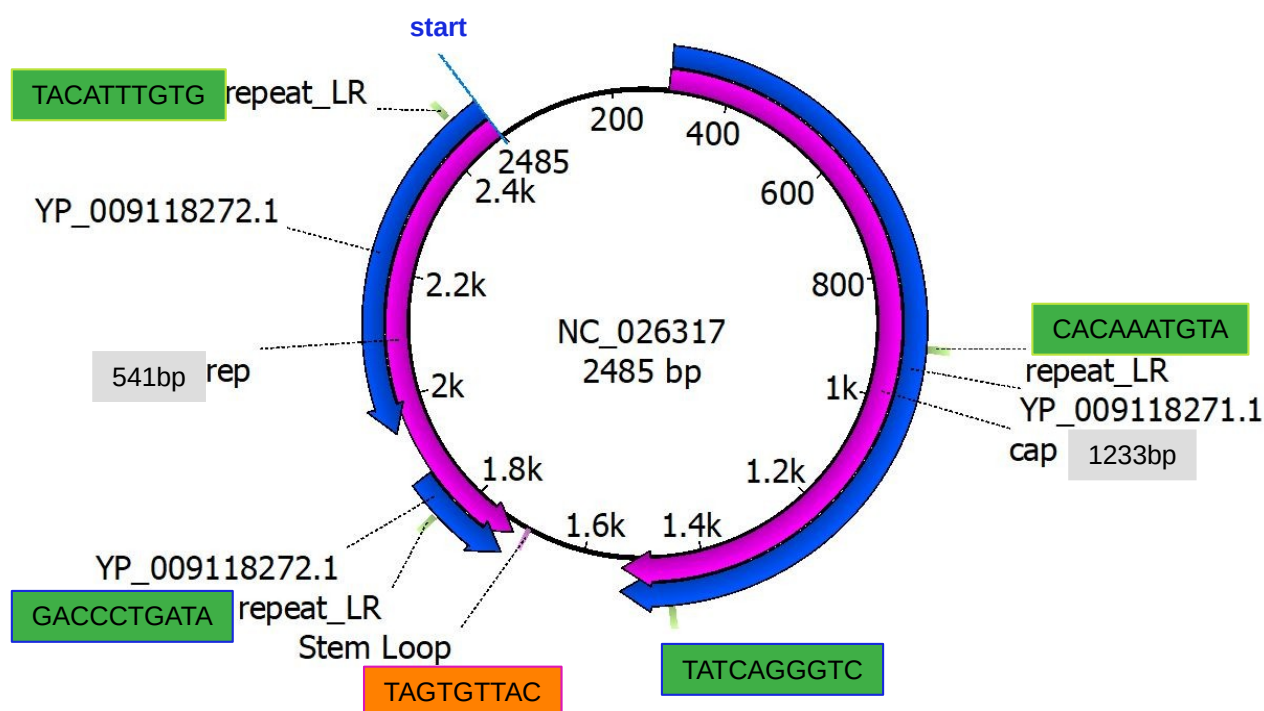 start
TACATTTGTG repeat_LR
200
400
2485
2.4k
600
YP_009118272.1
2.2k
800
NC_026317
2485 bp
CACAAATGTA
repeat_LR
541bp rep
2k
1k
YP_009118271.1
cap 1233bp
1.8k
1.2k
1.6k
1.4k
YP_009118272.1
GACCCTGATA repeat_LR
Stem Loop
TATCAGGGTC
TAGTGTTAC